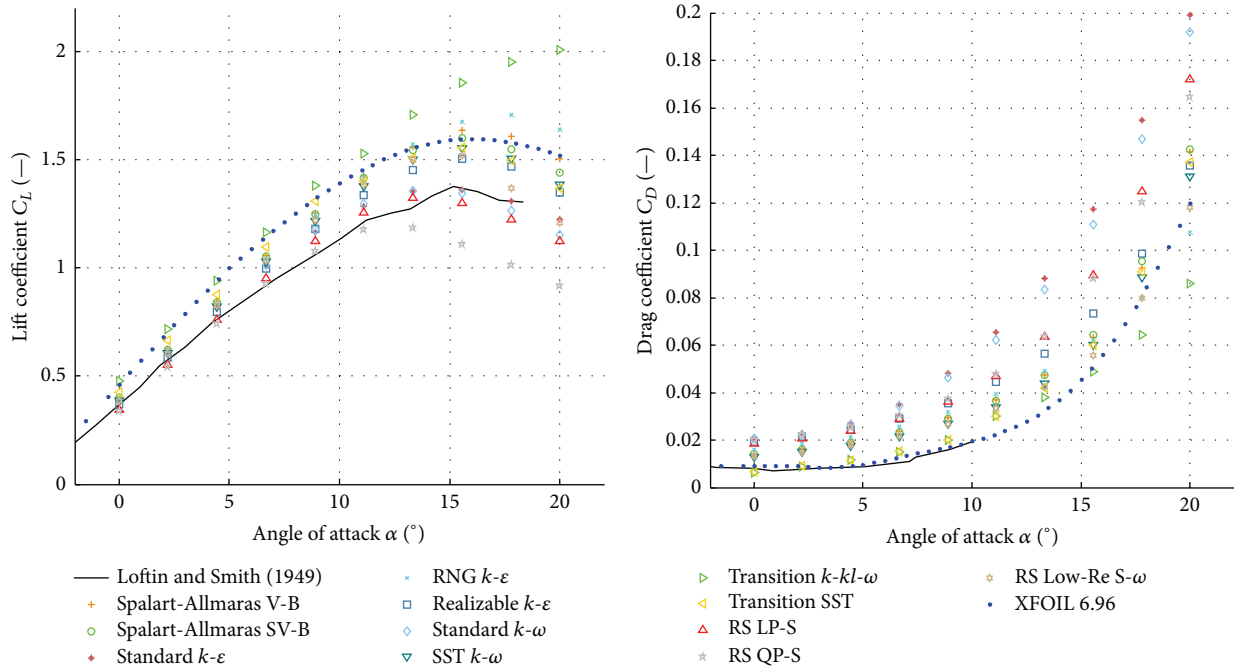 2
1.5
1
0.5
0
Lift coefficient C_L (—)
0 5 10 15 20
Angle of attack α (°)
0.2
0.18
0.16
0.14
0.12
0.1
0.08
0.06
0.04
0.02
0
Drag coefficient C_D (—)
0 5 10 15 20
Angle of attack α (°)
Loftin and Smith (1949)
Spalart-Allmaras V-B
Spalart-Allmaras SV-B
Standard k-ε
RNG k-ε
Realizable k-ε
Standard k-ω
SST k-ω
Transition k-kl-ω
Transition SST
RS LP-S
RS QP-S
RS Low-Re S-ω
XFOIL 6.96